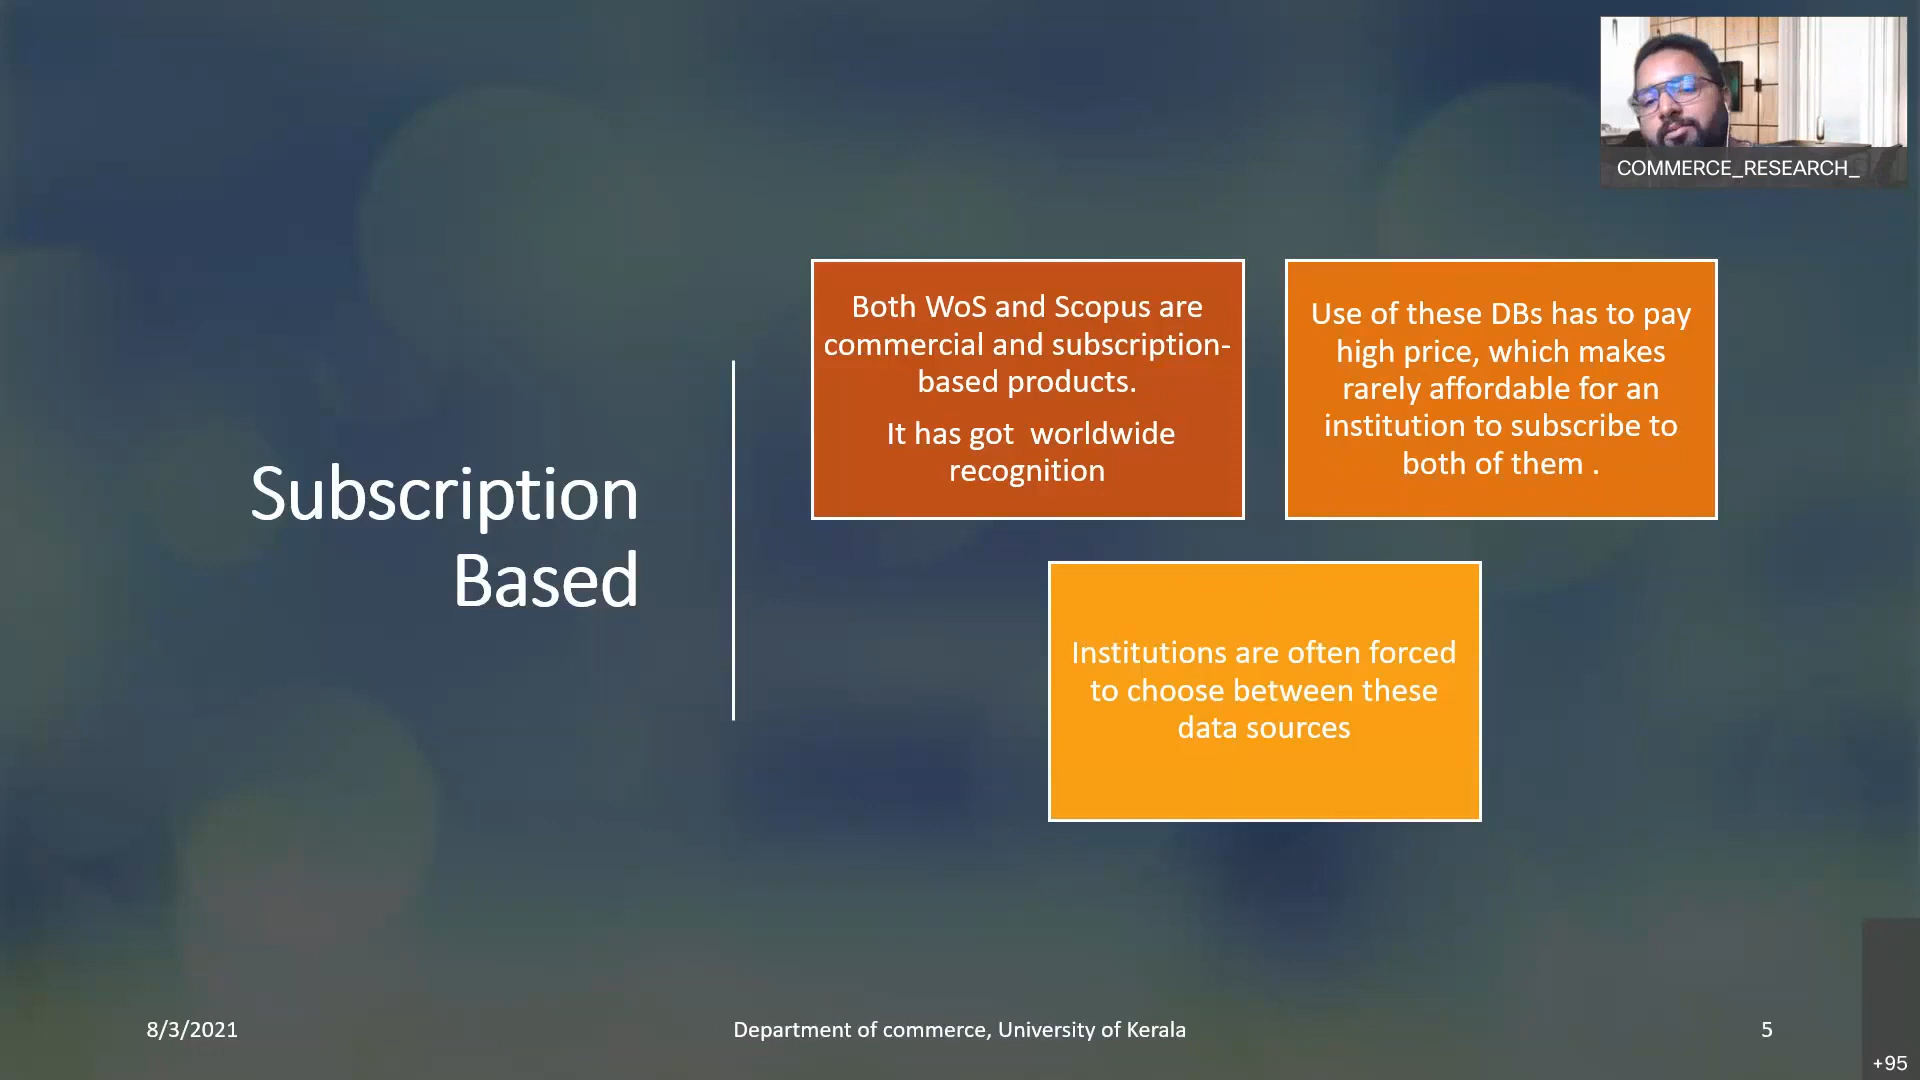 COMMERCE_RESEARCH_
Subscription
Based
Both WoS and Scopus are
commercial and subscription-
based products.
It has got  worldwide
recognition
Use of these DBs has to pay
high price, which makes
rarely affordable for an
institution to subscribe to
both of them .
Institutions are often forced
to choose between these
data sources
8/3/2021
Department of commerce, University of Kerala
5
+95